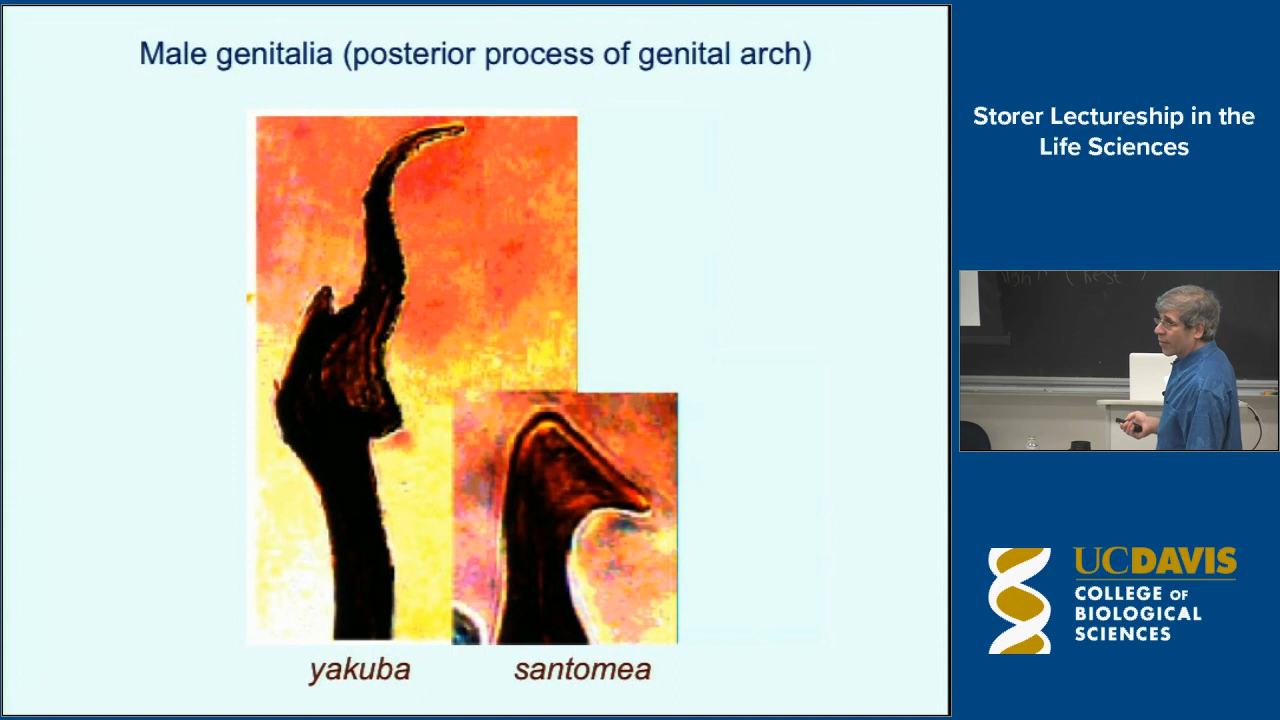 Male genitalia (posterior process of genital arch)
yakuba
santomea
Storer Lectureship in the
Life Sciences
UCDAVIS
COLLEGE OF
BIOLOGICAL
SCIENCES